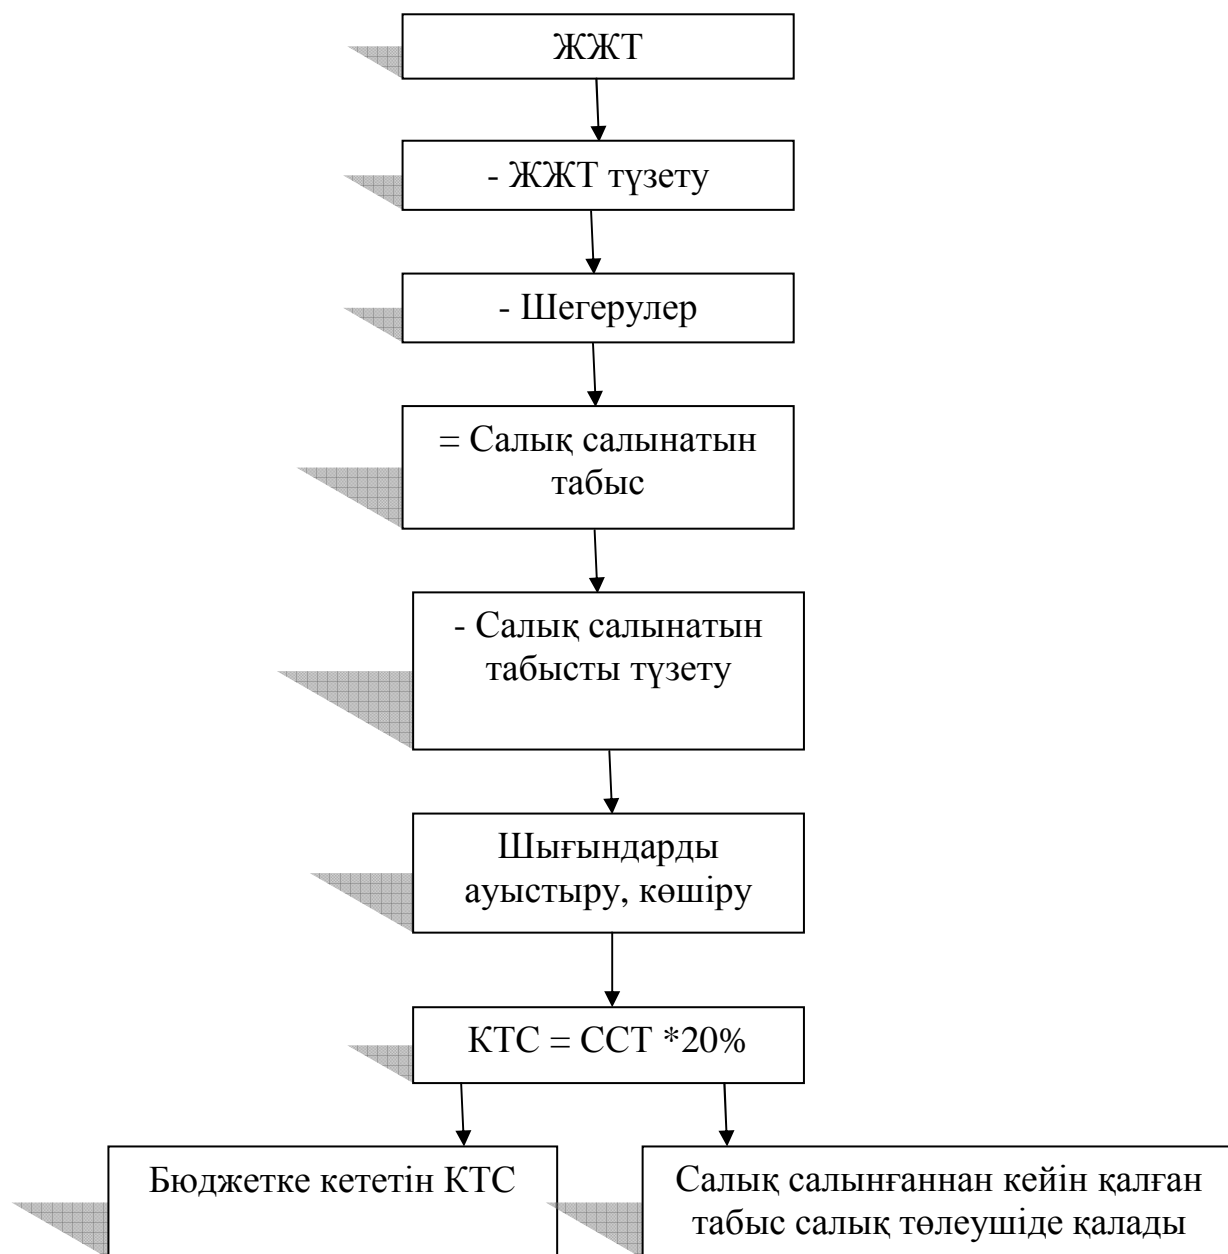 ЖЖТ
- ЖЖТ түзету
- Шегерулер
= Салық салынатын
табыс
- Салық салынатын
табысты түзету
Шығындарды
ауыстыру, көшіру
КТС = ССТ *20%
Бюджетке кететін КТС
Салық салынғаннан кейін қалған
табыс салық төлеушіде қалады